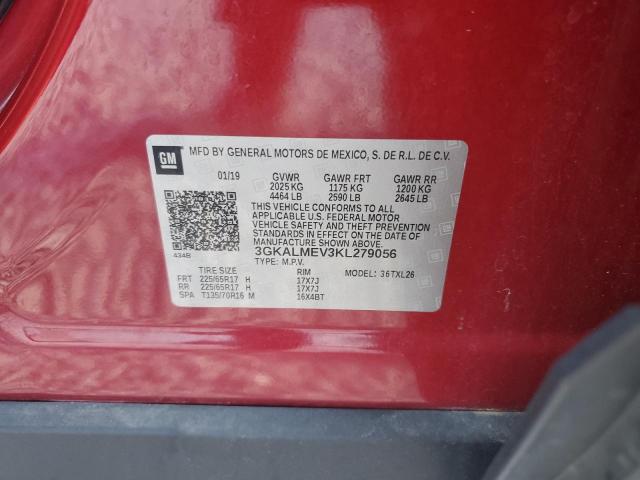 GM MFD BY GENERAL MOTORS DE MEXICO, S. DE R.L. DE C.V.
01/19 GVWR GAWR FRT GAWR RR
2025 KG 1175 KG 1200 KG
4464 LB 2590 LB 2645 LB
THIS VEHICLE CONFORMS TO ALL
APPLICABLE U.S. FEDERAL MOTOR
VEHICLE SAFETY AND THEFT PREVENTION
STANDARDS IN EFFECT ON THE DATE OF
MANUFACTURE SHOWN ABOVE.
434B 3GKALMEV3KL279056
TYPE: M.P.V. MODEL: 36TXL26
TIRE SIZE RIM
FRT 225/65R17 H 17X7J
RR 225/65R17 H 17X7J
SPA T135/70R16 M 16X4BT